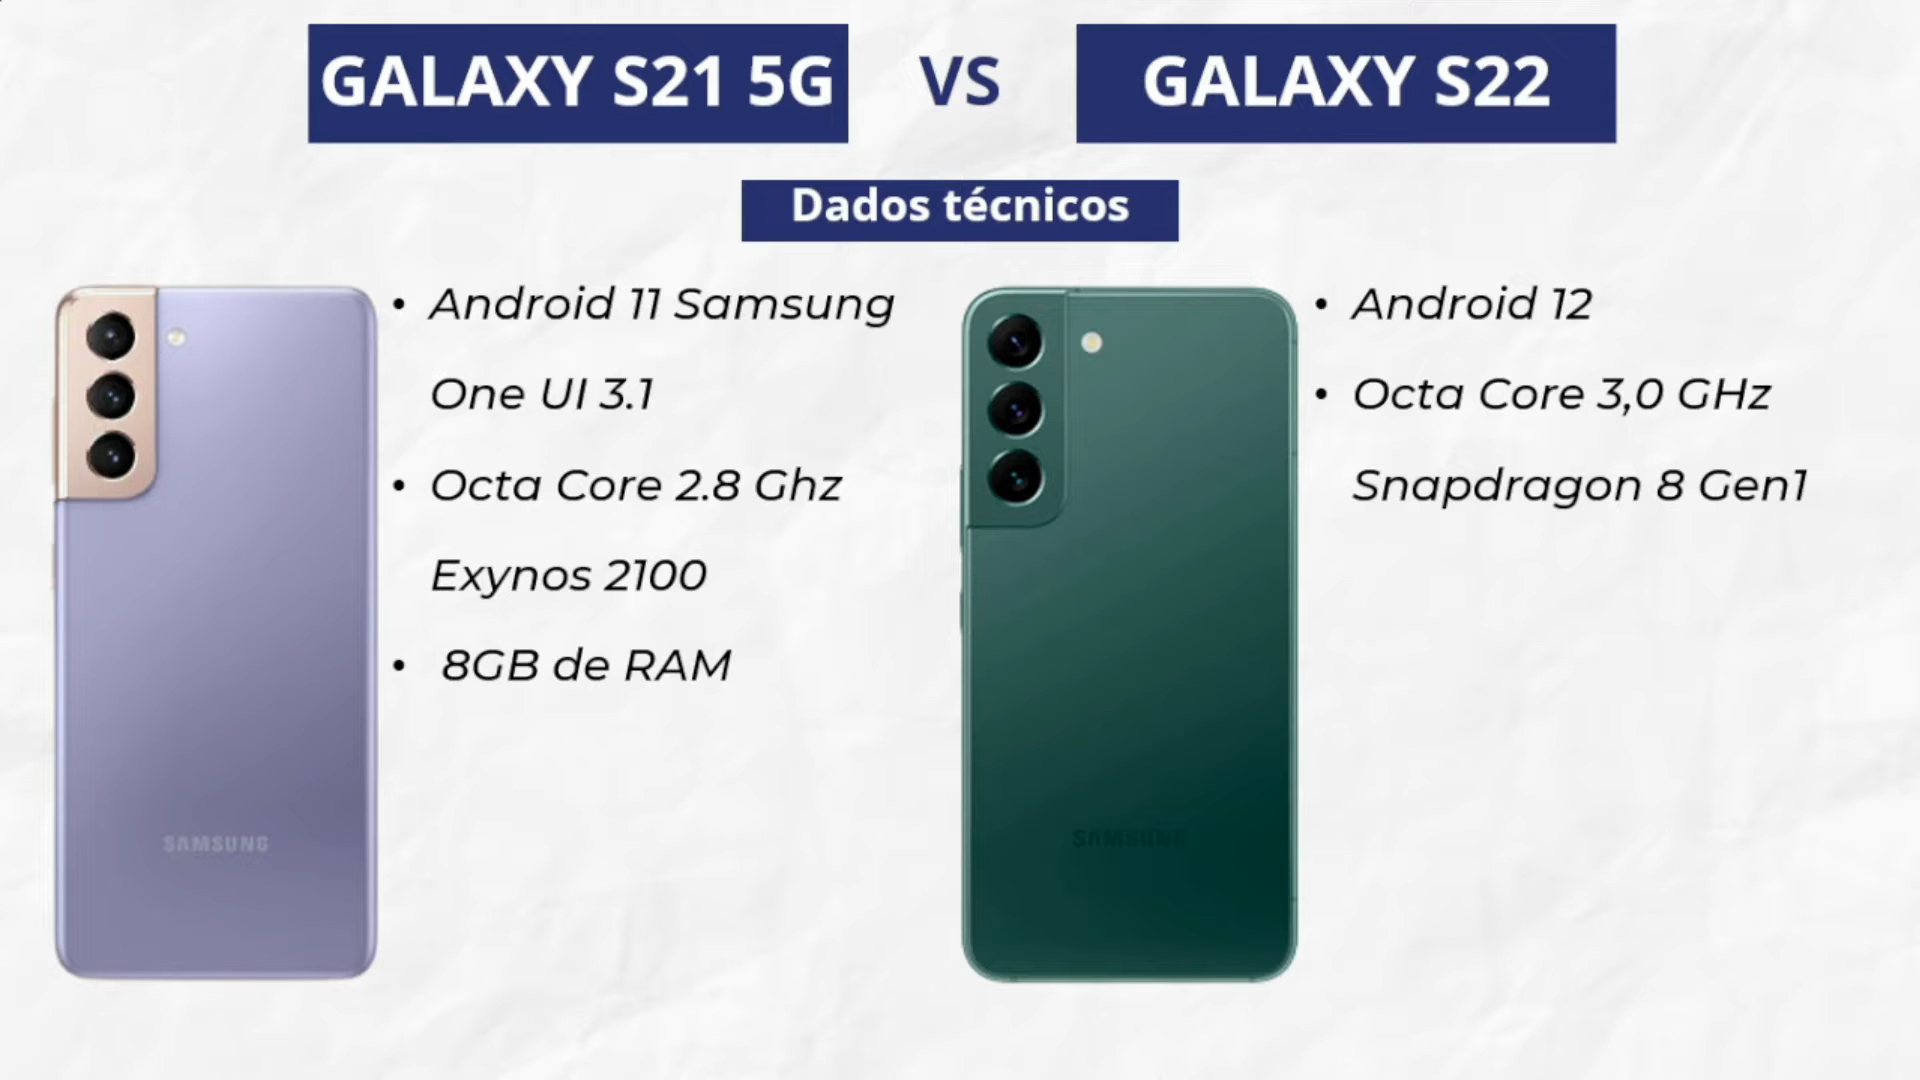 GALAXY S21 5G VS GALAXY S22
Dados técnicos
• Android 11 Samsung
One UI 3.1
• Octa Core 2.8 Ghz
Exynos 2100
• 8GB de RAM
• Android 12
• Octa Core 3,0 GHz
Snapdragon 8 Gen1
SAMSUNG
SAMSUNG